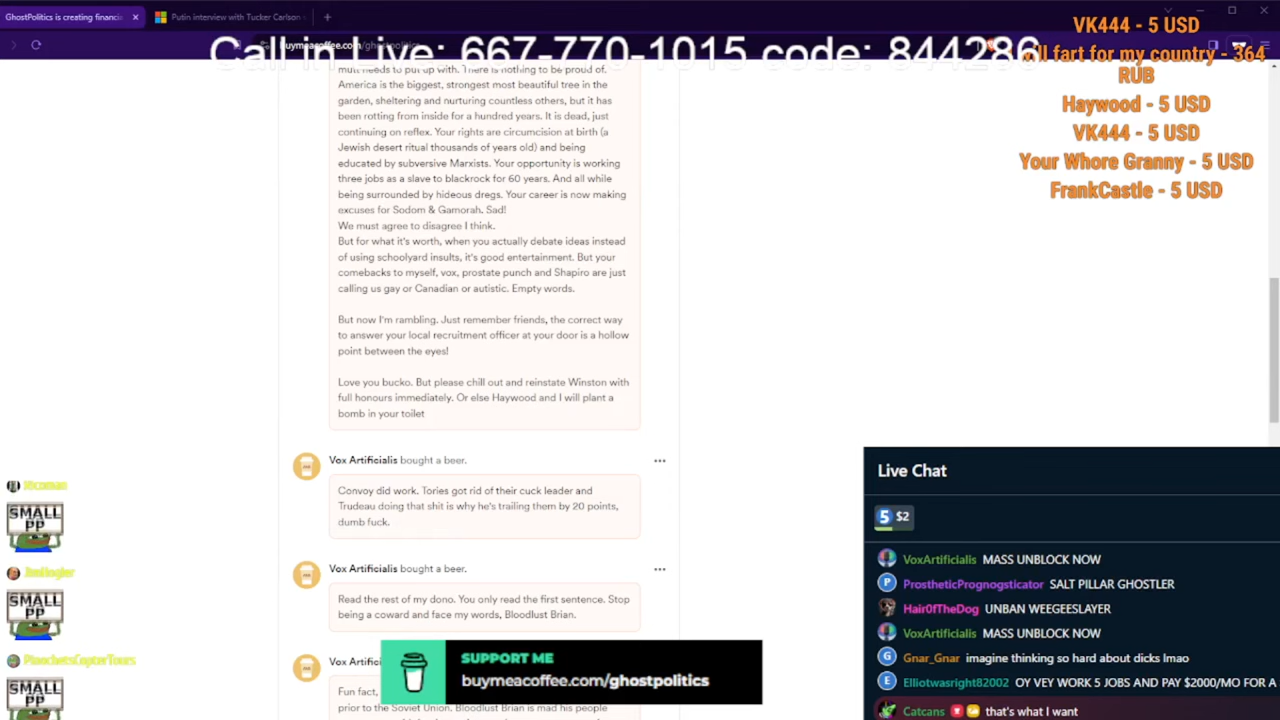 GhostPolitics is creating financi
Putin interview with Tucker Carlson
buymeacoffee.com/ghostpolitics
Call in Live: 667-770-1015 code: 844286
VK444 - 5 USD
fart for my country - 364
RUB
Haywood - 5 USD
VK444 - 5 USD
Your Whore Granny - 5 USD
FrankCastle - 5 USD
mutt needs to put up with. There is nothing to be proud of.
America is the biggest, strongest most beautiful tree in the
garden, sheltering and nurturing countless others, but it has
been rotting from inside for a hundred years. It is dead, just
continuing on reflex. Your rights are circumcision at birth (a
Jewish desert ritual thousands of years old) and being
educated by subversive Marxists. Your opportunity is working
three jobs as a slave to blackrock for 60 years. And all while
being surrounded by hideous dregs. Your career is now making
excuses for Sodom & Gamorah. Sad!
We must agree to disagree I think.
But for what it's worth, when you actually debate ideas instead
of using schoolyard insults, it's good entertainment. But your
comebacks to myself, vox, prostate punch and Shapiro are just
calling us gay or Canadian or autistic. Empty words.
But now I'm rambling. Just remember friends, the correct way
to answer your local recruitment officer at your door is a hollow
point between the eyes!
Love you bucko. But please chill out and reinstate Winston with
full honours immediately. Or else Haywood and I will plant a
bomb in your toilet
Vox Artificialis bought a beer.
Convoy did work. Tories got rid of their cuck leader and
Trudeau doing that shit is why he's trailing them by 20 points,
dumb fuck.
Vox Artificialis bought a beer.
Read the rest of my dono. You only read the first sentence. Stop
being a coward and face my words, Bloodlust Brian.
Vox Artifici
Fun fact,
prior to the Soviet Union. Bloodlust Brian is mad his people
SUPPORT ME
buymeacoffee.com/ghostpolitics
SMALL
PP
SMALL
PP
PinochetsCopterTours
SMALL
PP
Live Chat
5 $2
VoxArtificialis MASS UNBLOCK NOW
P ProstheticPrognosticator SALT PILLAR GHOSTLER
Hair0fTheDog UNBAN WEEGEESLAYER
VoxArtificialis MASS UNBLOCK NOW
G Gnar_Gnar imagine thinking so hard about dicks lmao
E Elliotwasright82002 OY VEY WORK 5 JOBS AND PAY $2000/MO FOR A
Catcans that's what I want